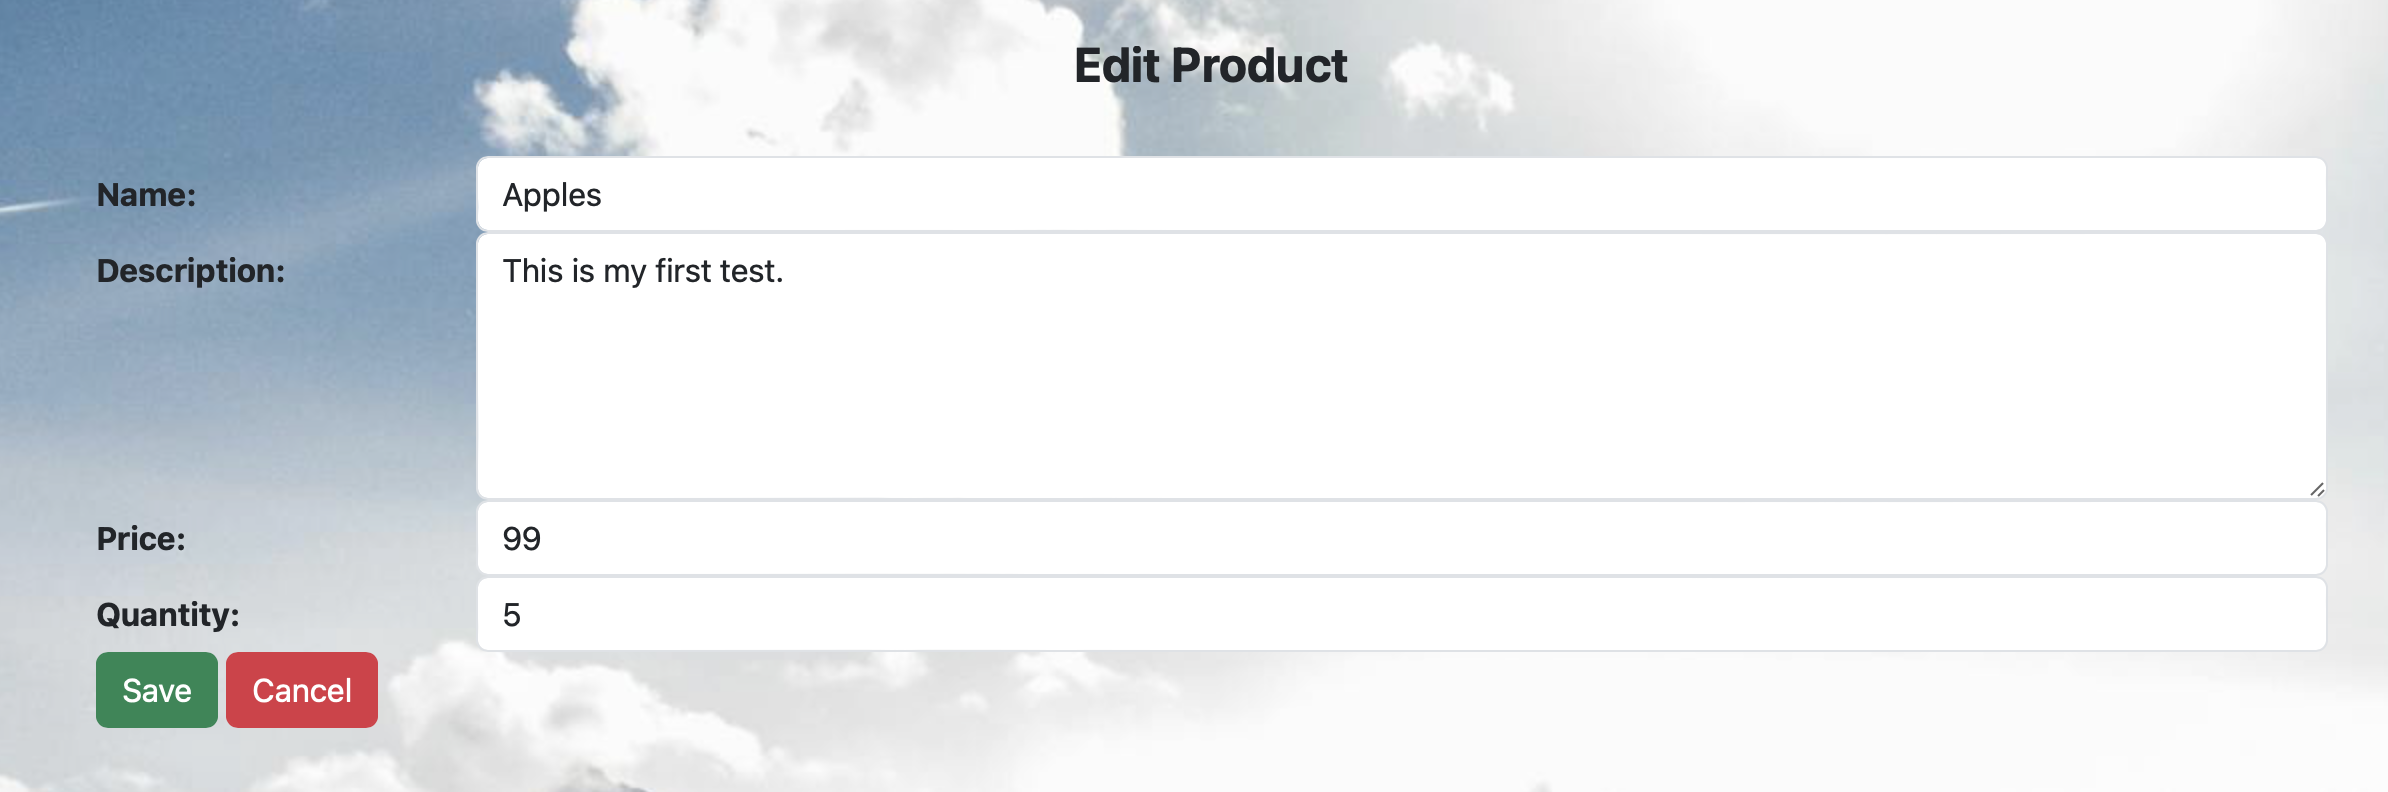 Edit Product
Name: Apples
Description: This is my first test.
Price: 99
Quantity: 5
Save Cancel